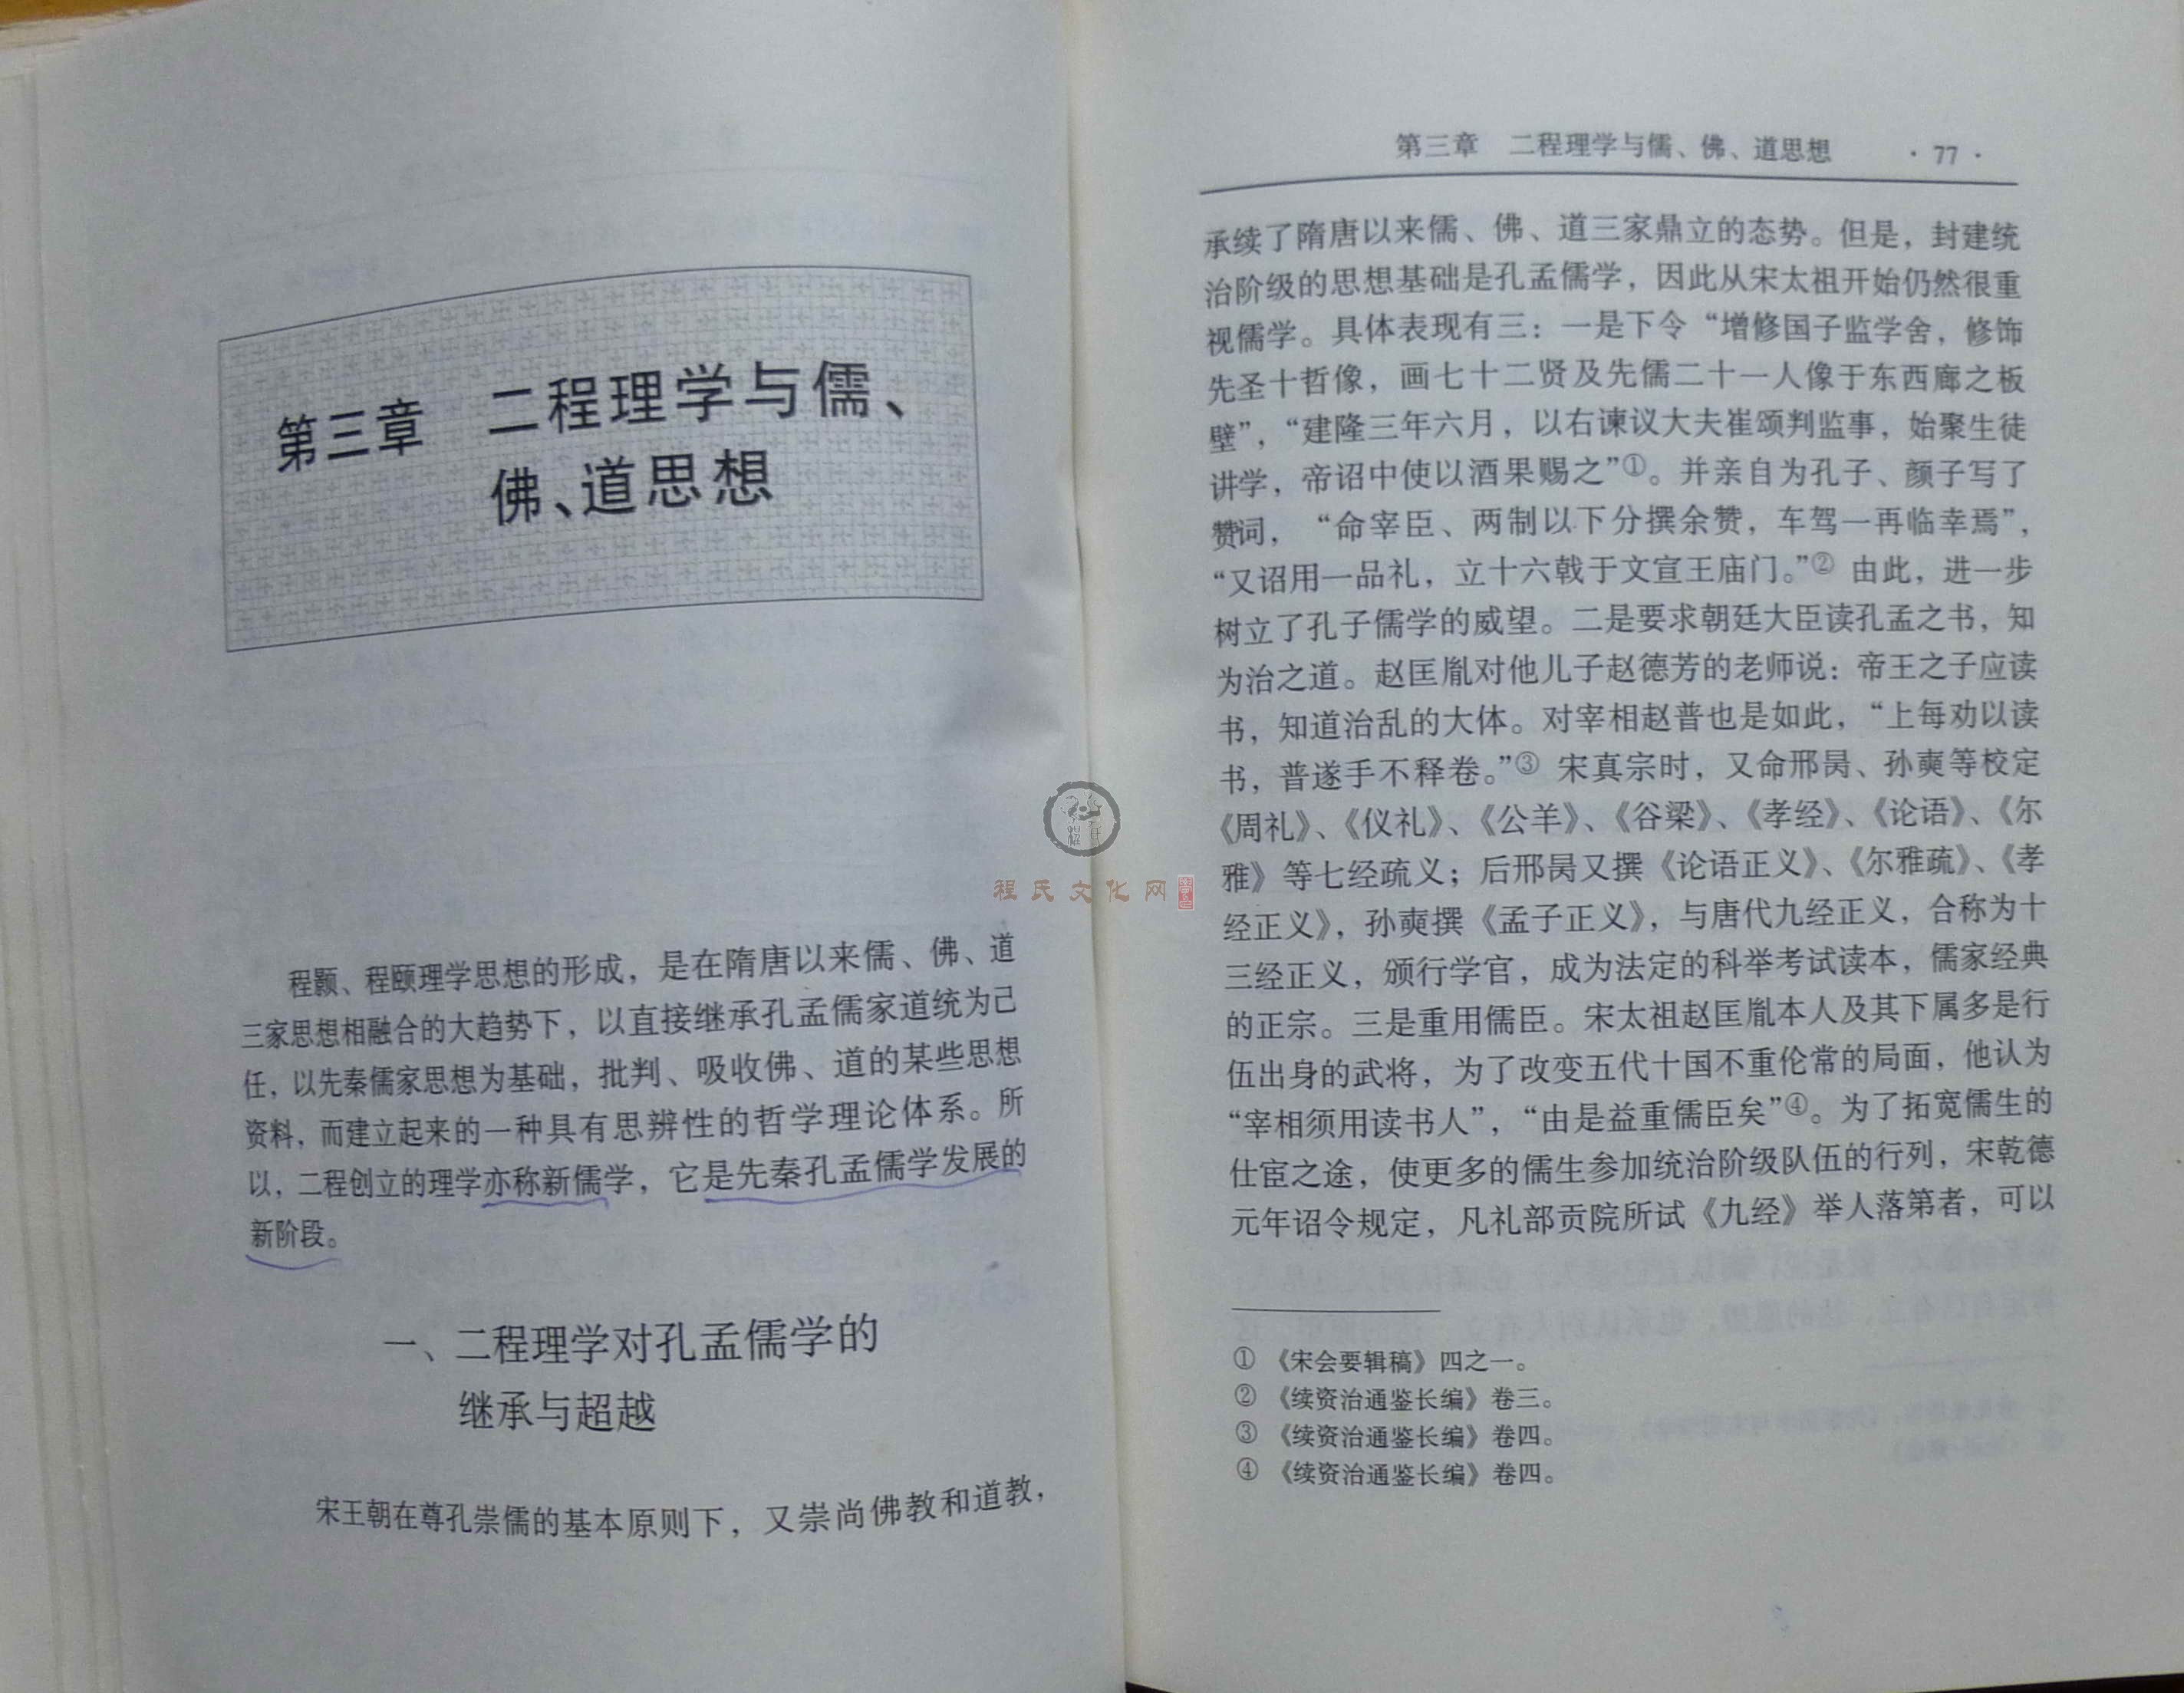 第三章 二程理学与儒、
佛、道思想
程颢、程颐理学思想的形成，是在隋唐以来儒、佛、道
三家思想相融合的大趋势下，以直接继承孔孟儒家道统为己
任，以先秦儒家思想为基础，批判、吸收佛、道的某些思想
资料，而建立起来的一种具有思辨性的哲学理论体系。所
以，二程创立的理学亦称新儒学，它是先秦孔孟儒学发展的
新阶段。
一、二程理学对孔孟儒学的
继承与超越
宋王朝在尊孔崇儒的基本原则下，又崇尚佛教和道教，
程氏文化网
第三章 二程理学与儒、佛、道思想 ·77·
承续了隋唐以来儒、佛、道三家鼎立的态势。但是，封建统
治阶级的思想基础是孔孟儒学，因此从宋太祖开始仍然很重
视儒学。具体表现有三：一是下令“增修国子监学舍，修饰
先圣十哲像，画七十二贤及先儒二十一人像于东西廊之板
壁”，“建隆三年六月，以右谏议大夫崔颂判监事，始聚生徒
讲学，帝诏中使以酒果赐之”①。并亲自为孔子、颜子写了
赞词，“命宰臣、两制以下分撰余赞，车驾一再临幸焉”，
“又诏用一品礼，立十六戟于文宣王庙门。”② 由此，进一步
树立了孔子儒学的威望。二是要求朝廷大臣读孔孟之书，知
为治之道。赵匡胤对他儿子赵德芳的老师说：帝王之子应读
书，知道治乱的大体。对宰相赵普也是如此，“上每劝以读
书，普遂手不释卷。”③ 宋真宗时，又命邢昺、孙奭等校定
《周礼》、《仪礼》、《公羊》、《谷梁》、《孝经》、《论语》、《尔
雅》等七经疏义；后邢昺又撰《论语正义》、《尔雅疏》、《孝
经正义》，孙奭撰《孟子正义》，与唐代九经正义，合称为十
三经正义，颁行学官，成为法定的科举考试读本，儒家经典
的正宗。三是重用儒臣。宋太祖赵匡胤本人及其下属多是行
伍出身的武将，为了改变五代十国不重伦常的局面，他认为
“宰相须用读书人”，“由是益重儒臣矣”④。为了拓宽儒生的
仕宦之途，使更多的儒生参加统治阶级队伍的行列，宋乾德
元年诏令规定，凡礼部贡院所试《九经》举人落第者，可以
① 《宋会要辑稿》四之一。
② 《续资治通鉴长编》卷三。
③ 《续资治通鉴长编》卷四。
④ 《续资治通鉴长编》卷四。